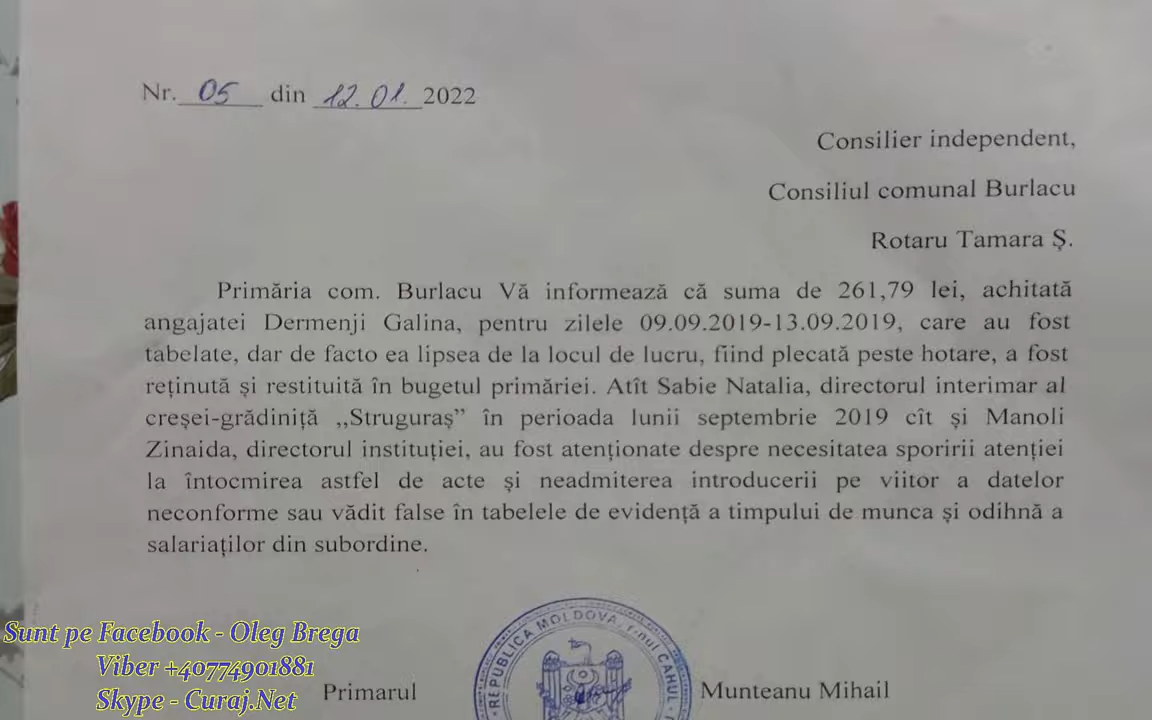 Nr. 05 din 12.01. 2022
Consilier independent,
Consiliul comunal Burlacu
Rotaru Tamara Ș.
Primăria com. Burlacu Vă informează că suma de 261,79 lei, achitată
angajatei Dermenji Galina, pentru zilele 09.09.2019-13.09.2019, care au fost
tabelate, dar de facto ea lipsea de la locul de lucru, fiind plecată peste hotare, a fost
reținută și restituită în bugetul primăriei. Atît Sabie Natalia, directorul interimar al
creșei-grădiniță ,,Struguraș” în perioada lunii septembrie 2019 cît și Manoli
Zinaida, directorul instituției, au fost atenționate despre necesitatea sporirii atenției
la întocmirea astfel de acte și neadmiterea introducerii pe viitor a datelor
neconforme sau vădit false în tabelele de evidență a timpului de munca și odihnă a
salariaților din subordine.
Sunt pe Facebook - Oleg Brega
Viber +40774901881
Skype - Curaj.Net
Primarul
REPUBLICA MOLDOVA, r-nul CAHUL
Munteanu Mihail